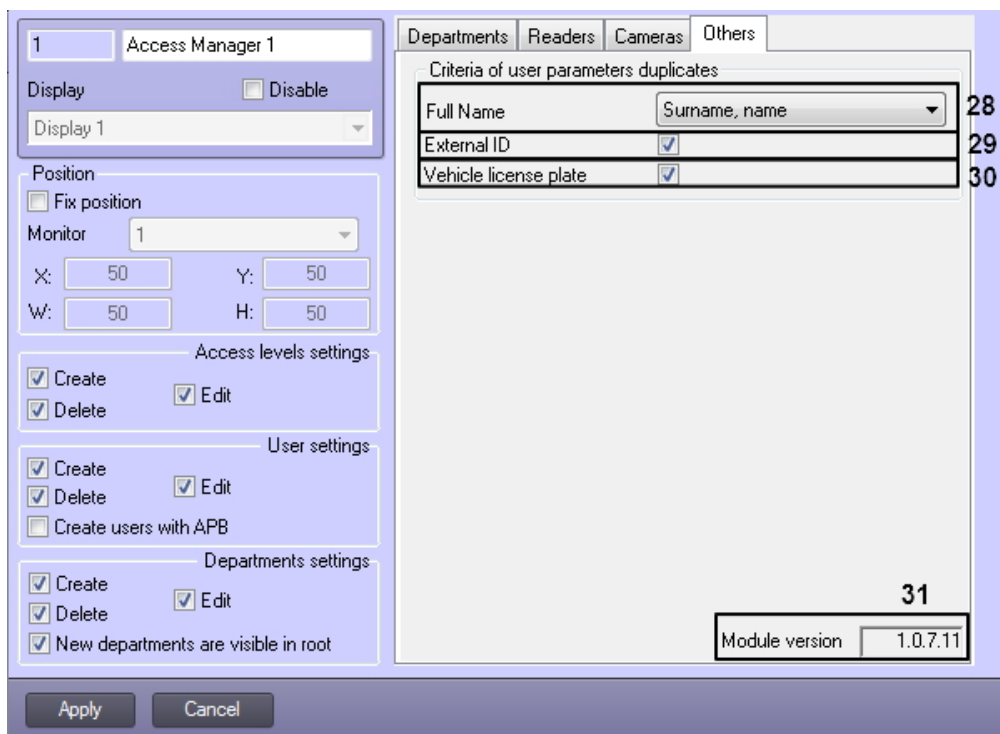 1 Access Manager 1
Display Disable
Display 1
Position
Fix position
Monitor 1
X: 50 Y: 50
W: 50 H: 50
Access levels settings
Create
Edit
Delete
User settings
Create
Edit
Delete
Create users with APB
Departments settings
Create
Edit
Delete
New departments are visible in root
Departments Readers Cameras Others
Criteria of user parameters duplicates
Full Name Surname, name 28
External ID 29
Vehicle license plate 30
31
Module version 1.0.7.11
Apply Cancel